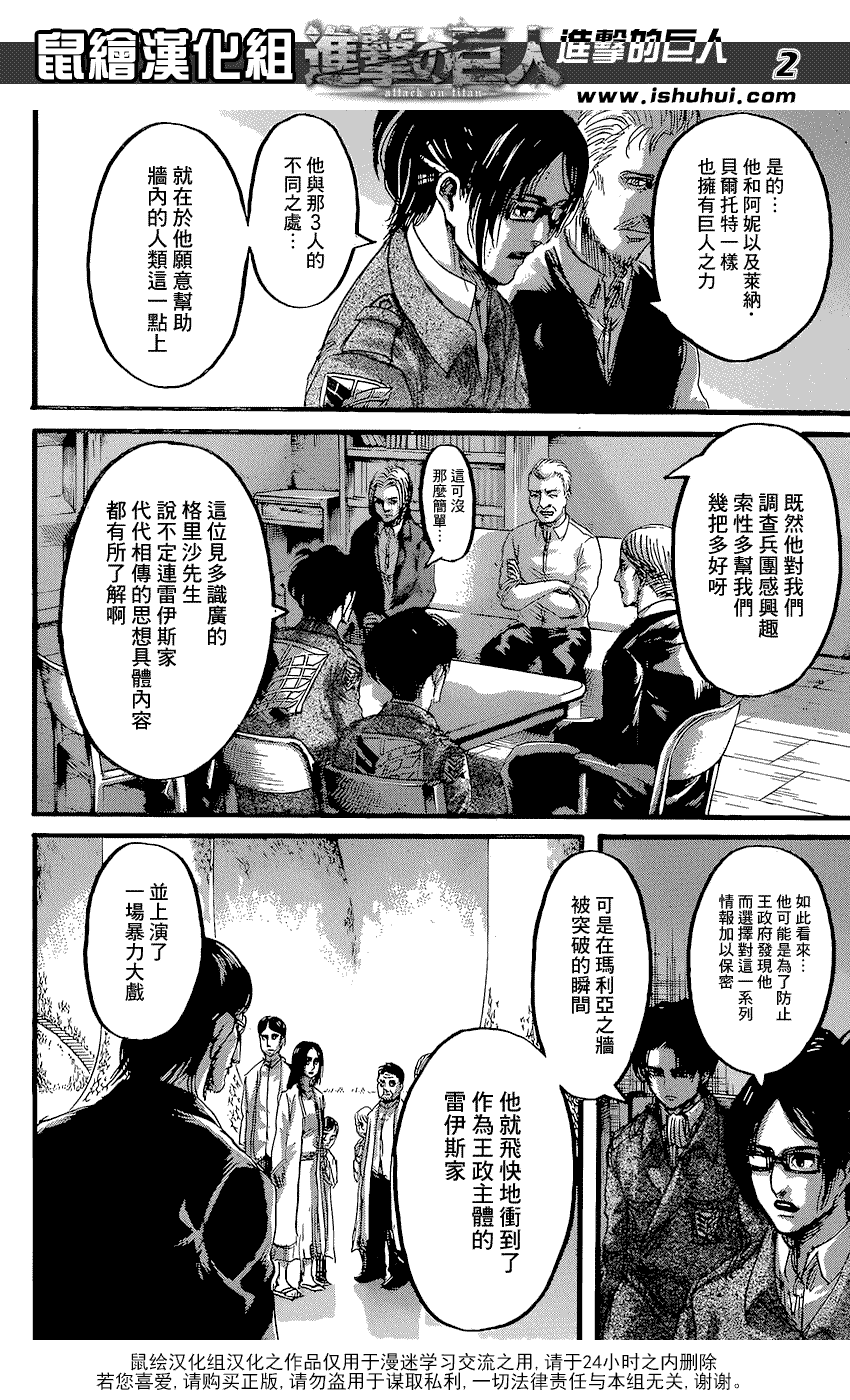 鼠繪漢化組
進撃の巨人
attack on titan
進擊的巨人
2
www.ishuhui.com
是的…
他和阿妮以及萊納·
貝爾托特一樣
也擁有巨人之力
他與那3人的
不同之處…
就在於他願意幫助
牆內的人類這一點上
既然他對我們
調查兵團感興趣
索性多幫我們
幾把多好呀
這可沒
那麼簡單…
這位見多識廣的
格里沙先生
說不定連雷伊斯家
代代相傳的思想具體內容
都有所了解啊
如此看來…
他可能是為了防止
王政府發現他
而選擇對這一系列
情報加以保密
可是在瑪利亞之牆
被突破的瞬間
他就飛快地衝到了
作為王政主體的
雷伊斯家
並上演了
一場暴力大戲
鼠绘汉化组汉化之作品仅用于漫迷学习交流之用,请于24小时之内删除
若您喜爱,请购买正版,请勿盗用于谋取私利,一切法律责任与本组无关,谢谢。